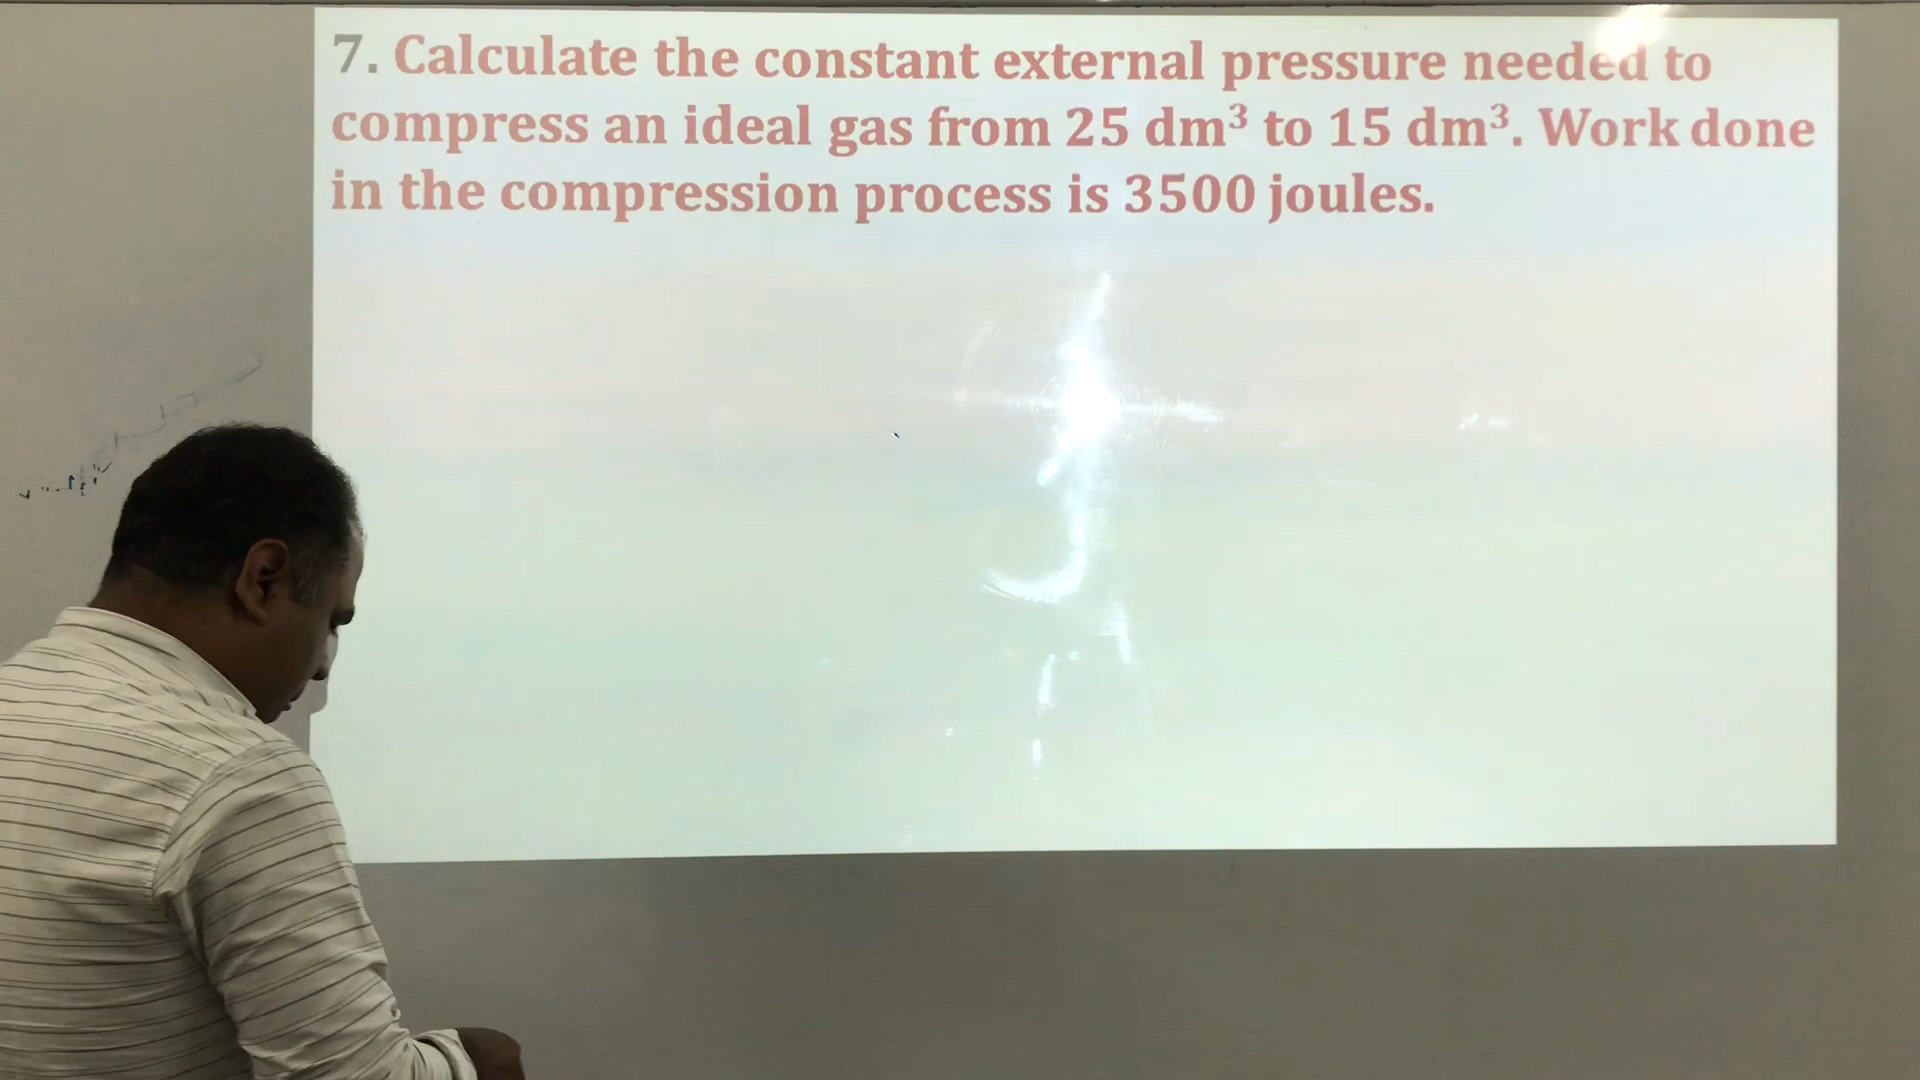 7. Calculate the constant external pressure needed to
compress an ideal gas from 25 dm³ to 15 dm³. Work done
in the compression process is 3500 joules.